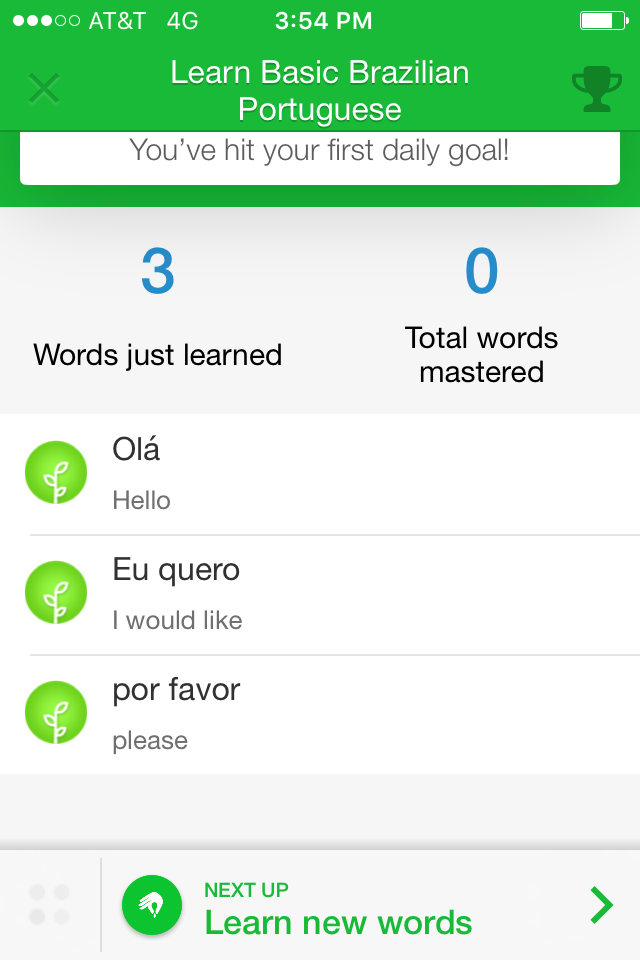 AT&T 4G 3:54 PM
Learn Basic Brazilian
Portuguese
You’ve hit your first daily goal!
3
0
Words just learned
Total words
mastered
Olá
Hello
Eu quero
I would like
por favor
please
NEXT UP
Learn new words